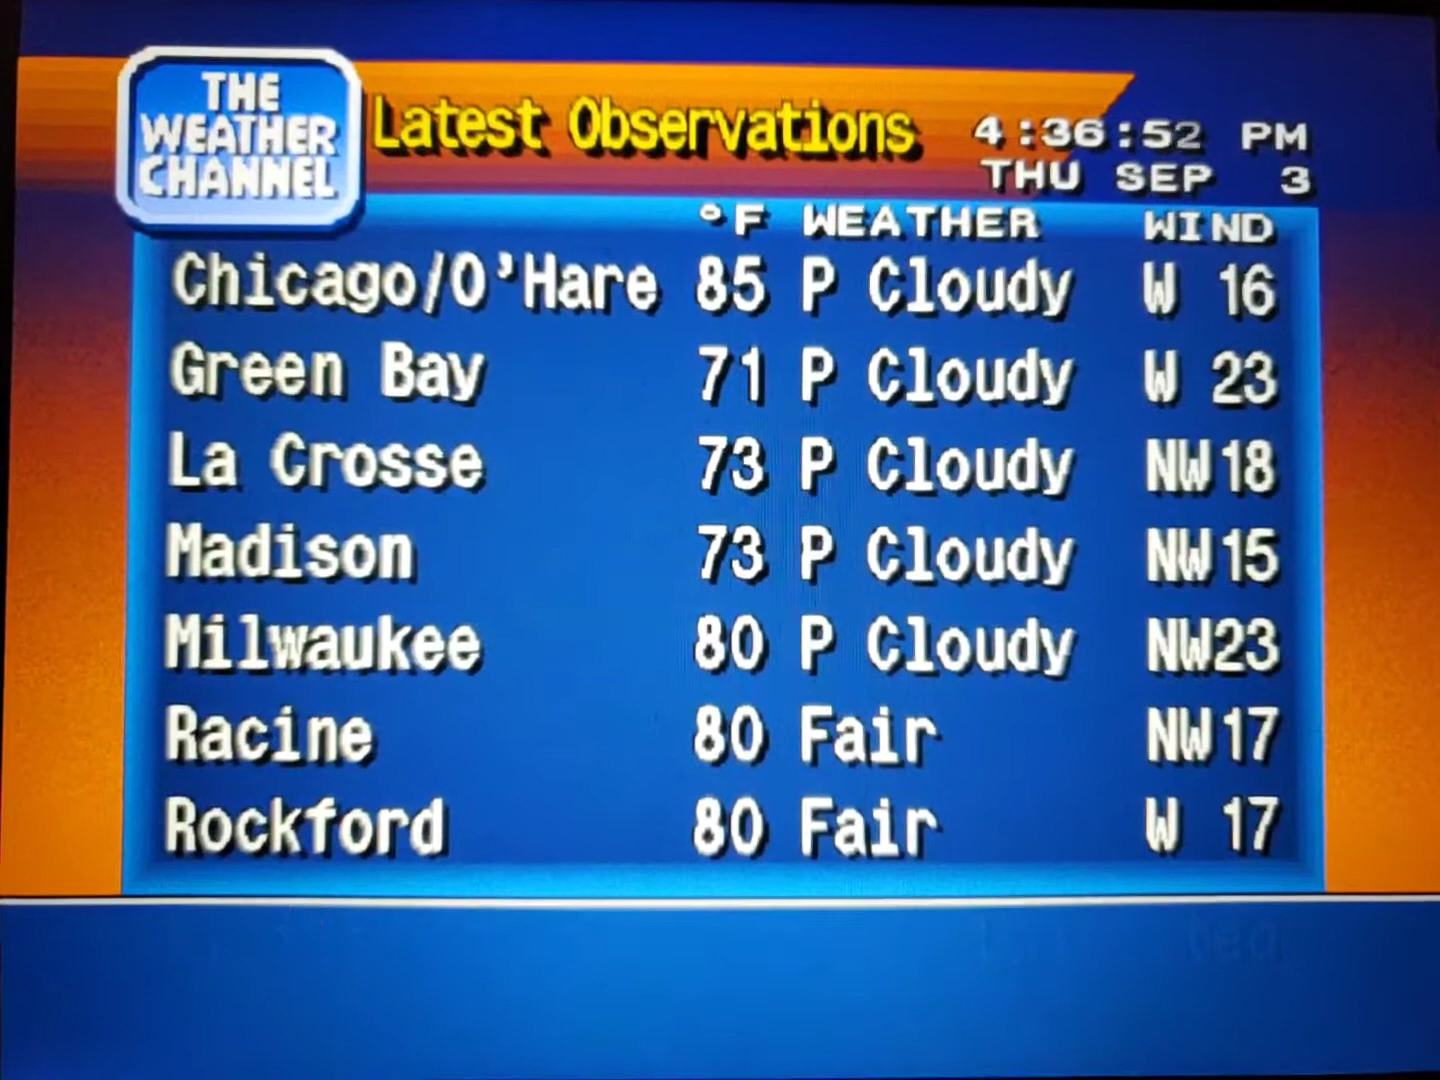 THE
WEATHER
CHANNEL
Latest Observations
4:36:52 PM
THU SEP 3
°F WEATHER WIND
Chicago/O'Hare 85 P Cloudy W 16
Green Bay 71 P Cloudy W 23
La Crosse 73 P Cloudy NW18
Madison 73 P Cloudy NW15
Milwaukee 80 P Cloudy NW23
Racine 80 Fair NW17
Rockford 80 Fair W 17